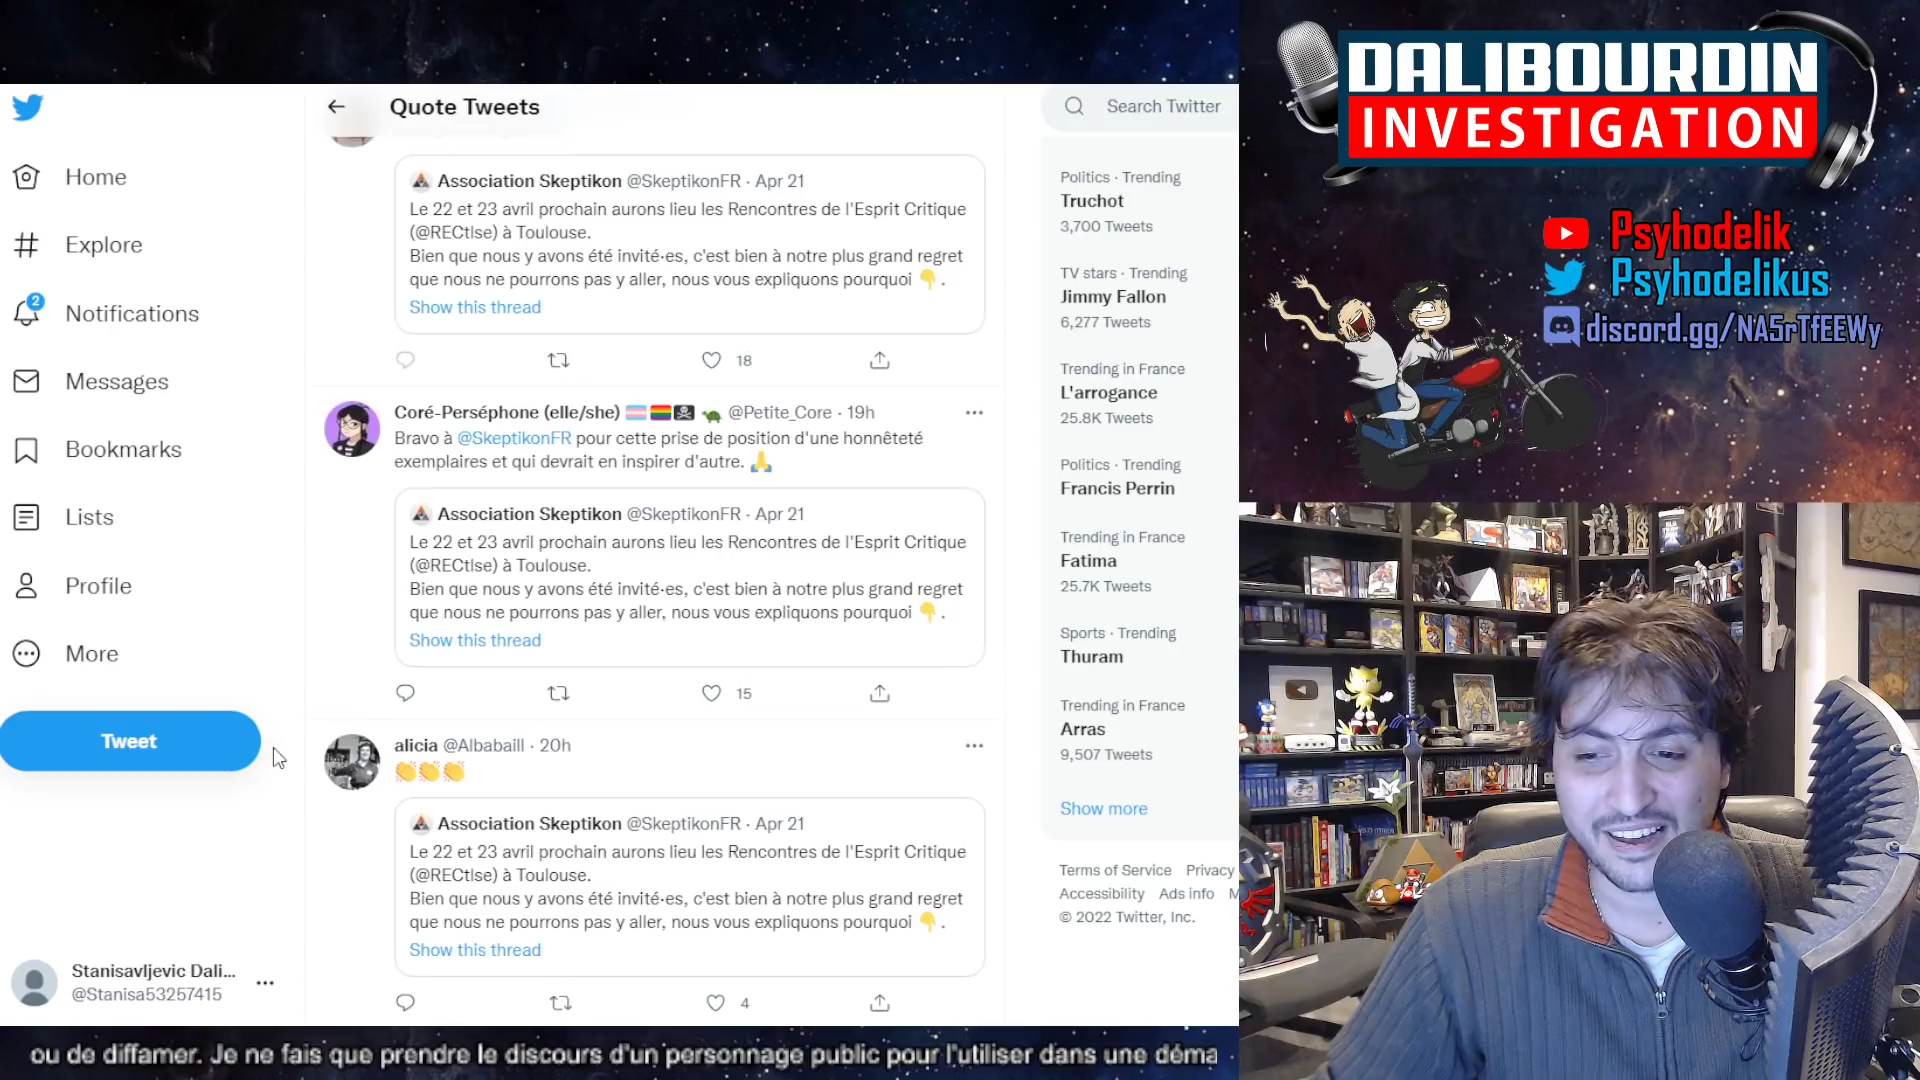 Home
Explore
2
Notifications
Messages
Bookmarks
Lists
Profile
More
Tweet
Stanisavljevic Dali...
@Stanisa53257415
Quote Tweets
Association Skeptikon @SkeptikonFR · Apr 21
Le 22 et 23 avril prochain aurons lieu les Rencontres de l'Esprit Critique
(@RECtlse) à Toulouse.
Bien que nous y avons été invité·es, c'est bien à notre plus grand regret
que nous ne pourrons pas y aller, nous vous expliquons pourquoi 👇.
Show this thread
18
Coré-Perséphone (elle/she) @Petite_Core · 19h
Bravo à @SkeptikonFR pour cette prise de position d'une honnêteté
exemplaires et qui devrait en inspirer d'autre. 🙏
Association Skeptikon @SkeptikonFR · Apr 21
Le 22 et 23 avril prochain aurons lieu les Rencontres de l'Esprit Critique
(@RECtlse) à Toulouse.
Bien que nous y avons été invité·es, c'est bien à notre plus grand regret
que nous ne pourrons pas y aller, nous vous expliquons pourquoi 👇.
Show this thread
15
alicia @Albabaill · 20h
👏👏👏
Association Skeptikon @SkeptikonFR · Apr 21
Le 22 et 23 avril prochain aurons lieu les Rencontres de l'Esprit Critique
(@RECtlse) à Toulouse.
Bien que nous y avons été invité·es, c'est bien à notre plus grand regret
que nous ne pourrons pas y aller, nous vous expliquons pourquoi 👇.
Show this thread
4
Search Twitter
Politics · Trending
Truchot
3,700 Tweets
TV stars · Trending
Jimmy Fallon
6,277 Tweets
Trending in France
L'arrogance
25.8K Tweets
Politics · Trending
Francis Perrin
Trending in France
Fatima
25.7K Tweets
Sports · Trending
Thuram
Trending in France
Arras
9,507 Tweets
Show more
Terms of Service Privacy
Accessibility Ads info
© 2022 Twitter, Inc.
DALIBOURDIN
INVESTIGATION
Psyhodelik
Psyhodelikus
discord.gg/NA5rTfEEWy
ou de diffamer. Je ne fais que prendre le discours d'un personnage public pour l'utiliser dans une déma